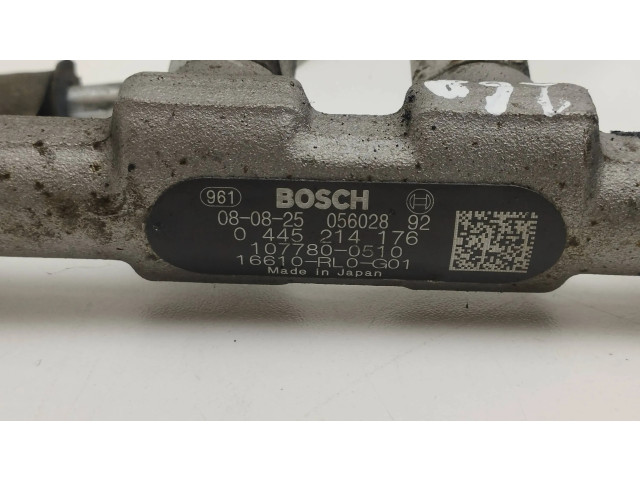 961 BOSCH
08-08-25 056028 92
0 445 214 176
107780-0510
16610-RL0-G01
Made in Japan